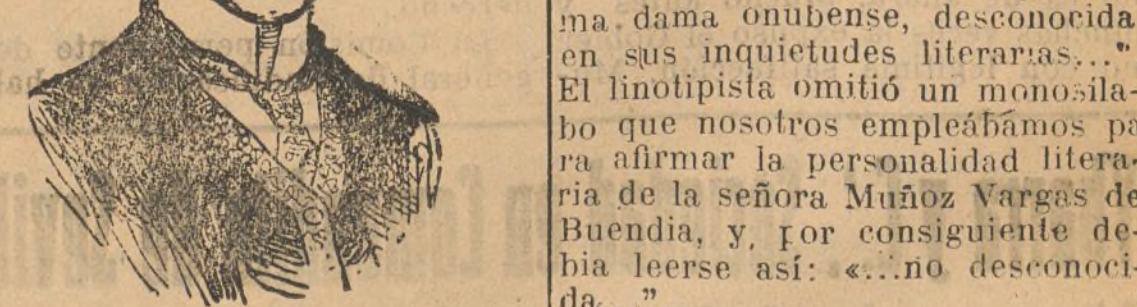 ma dama onubense, desconocida
en sus inquietudes literarias..."
El linotipista omitió un monosíla-
bo que nosotros empleábamos pa
ra afirmar la personalidad litera-
ria de la señora Muñoz Vargas de
Buendia, y, por consiguiente de-
bia leerse así: «...no desconoci-
da..."